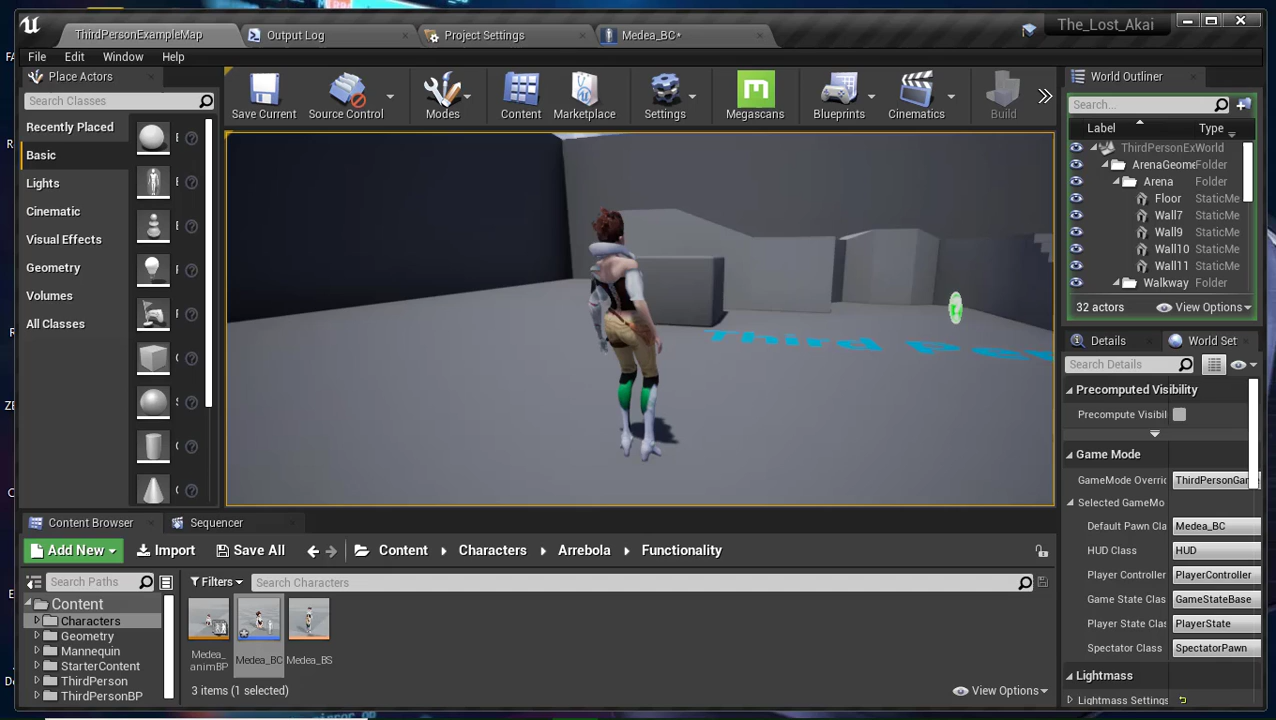 ThirdPersonExampleMap
Output Log
Project Settings
Medea_BC*
The_Lost_Akai
File Edit Window Help
Place Actors
Search Classes
Recently Placed
Basic
Lights
Cinematic
Visual Effects
Geometry
Volumes
All Classes
Save Current
Source Control
Modes
Content
Marketplace
Settings
Megascans
Blueprints
Cinematics
Build
World Outliner
Search...
Label Type
ThirdPersonEx World
ArenaGeome Folder
Arena Folder
Floor StaticMe
Wall7 StaticMe
Wall9 StaticMe
Wall10 StaticMe
Wall11 StaticMe
Walkway Folder
32 actors View Options
Details World Set
Search Details
Precomputed Visibility
Precompute Visibil
Game Mode
GameMode Overric ThirdPersonGam
Selected GameMo
Default Pawn Cla Medea_BC
HUD Class HUD
Player Controller PlayerController
Game State Clas GameStateBase
Player State Clas PlayerState
Spectator Class SpectatorPawn
Lightmass
Lightmass Settings
Third Per
Content Browser Sequencer
Add New Import Save All Content Characters Arrebola Functionality
Search Paths
Filters Search Characters
Content
Characters
Geometry
Mannequin
StarterContent
ThirdPerson
ThirdPersonBP
Medea_
animBP
Medea_BC
Medea_BS
3 items (1 selected) View Options